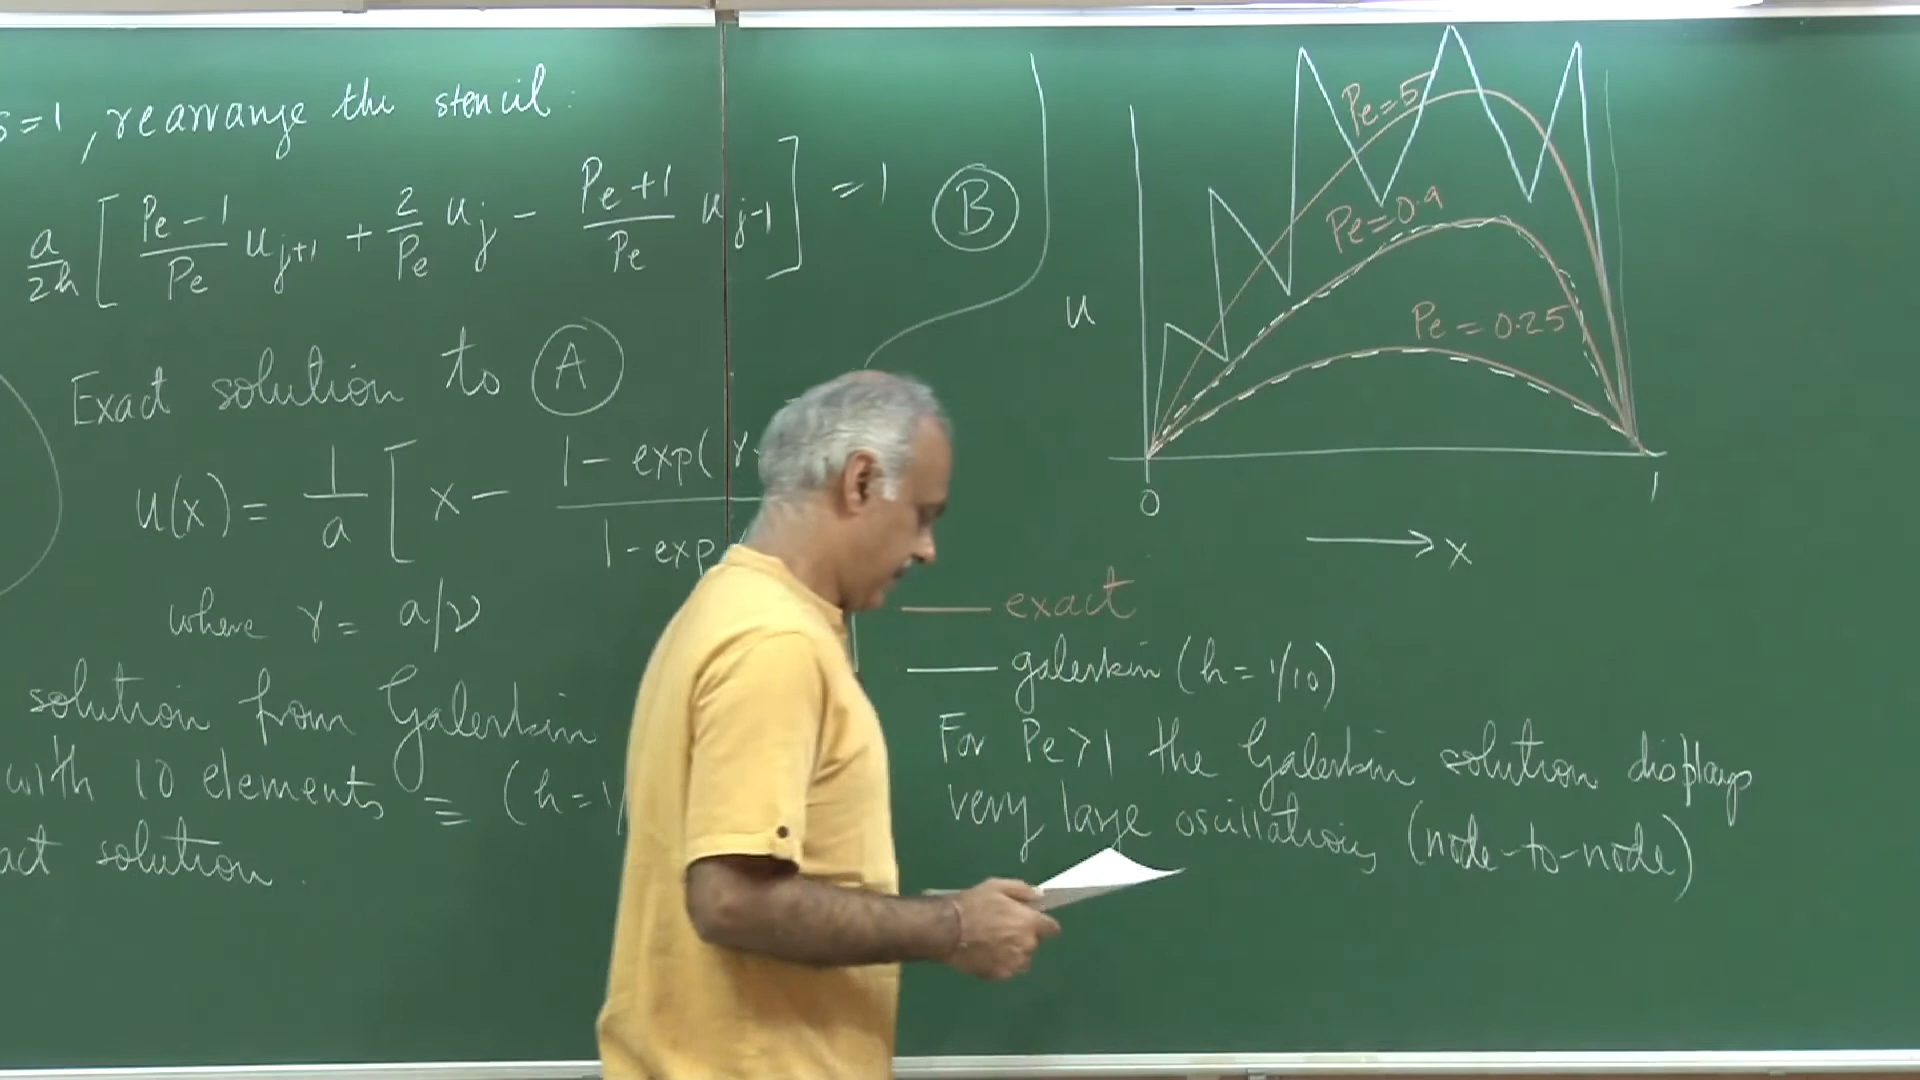 =1, rearrange the stencil:
a/2h [ Pe-1/Pe u_{j+1} + 2/Pe u_j - Pe+1/Pe u_{j-1} ] = 1 (B)
Exact solution to (A)
u(x) = 1/a [ x - 1-exp(γ / 1-exp
where γ = a/ν
solution from Galerkin
with 10 elements = (h=1/
solution.
Pe=5
Pe=0.9
Pe=0.25
u
0
1
→ x
— exact
— galerkin (h=1/10)
For Pe>1 the Galerkin solution displays
very large oscillations (node-to-node)